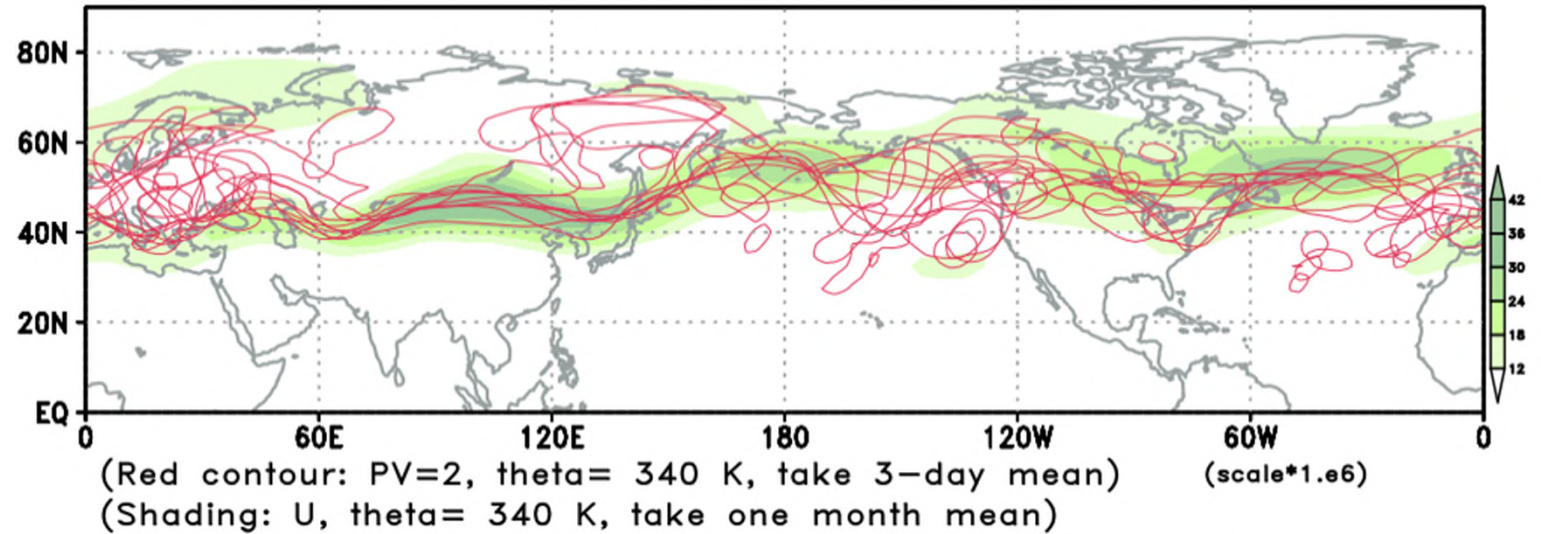 80N
60N
40N
20N
EQ
0 60E 120E 180 120W 60W 0
42
36
30
24
18
12
(Red contour: PV=2, theta= 340 K, take 3-day mean) (scale*1.e6)
(Shading: U, theta= 340 K, take one month mean)